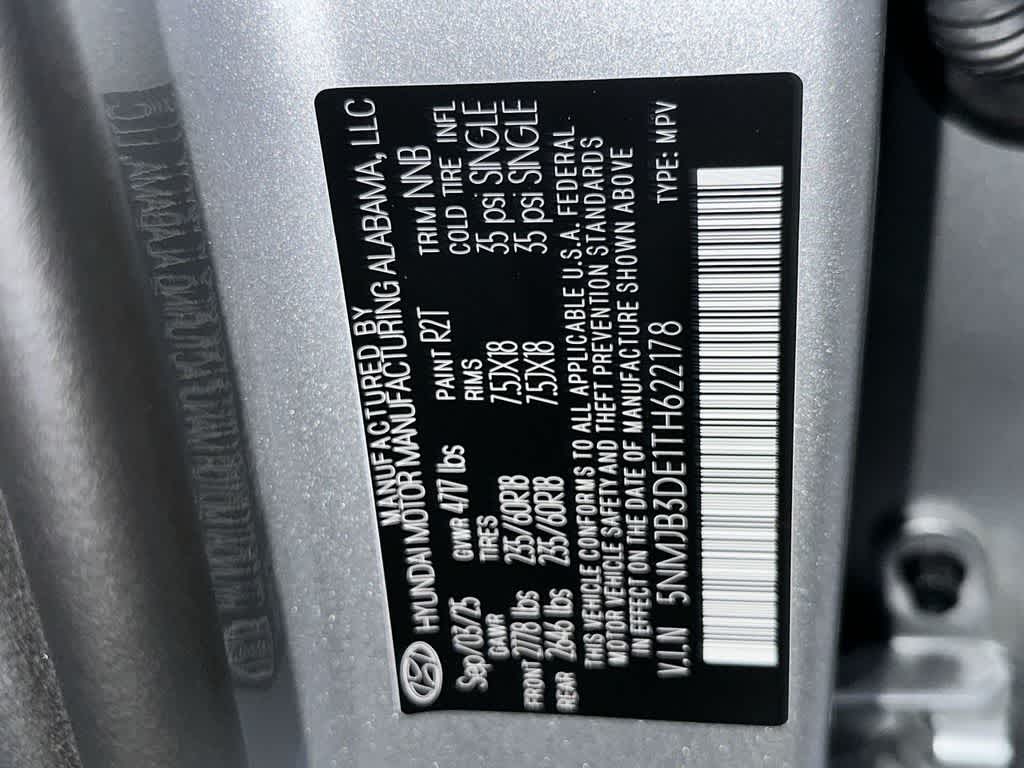 MANUFACTURED BY
HYUNDAI MOTOR MANUFACTURING ALABAMA, LLC
Sep/03/25 GVWR 4717 lbs PAINT R2T TRIM NNB
GAWR TIRES RIMS COLD TIRE INFL
FRONT 2778 lbs 235/60R18 7.5JX18 35 psi SINGLE
REAR 2646 lbs 235/60R18 7.5JX18 35 psi SINGLE
THIS VEHICLE CONFORMS TO ALL APPLICABLE U.S.A. FEDERAL
MOTOR VEHICLE SAFETY AND THEFT PREVENTION STANDARDS
IN EFFECT ON THE DATE OF MANUFACTURE SHOWN ABOVE
V.I.N 5NMJB3DE1TH622178 TYPE: MPV